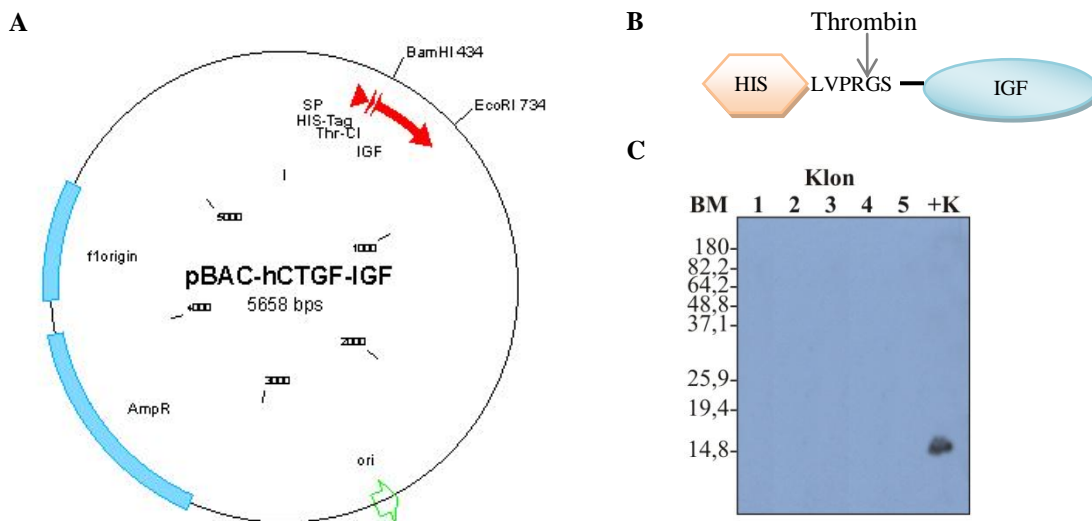 A
BamHI 434
EcoRI 734
SP
HIS-Tag
Thr-Cl
IGF
I
5000
1000
f1origin
pBAC-hCTGF-IGF
5658 bps
4000
2000
3000
AmpR
ori
B
Thrombin
HIS
LVPRGS
IGF
C
Klon
BM 1 2 3 4 5 +K
180
82,2
64,2
48,8
37,1
25,9
19,4
14,8